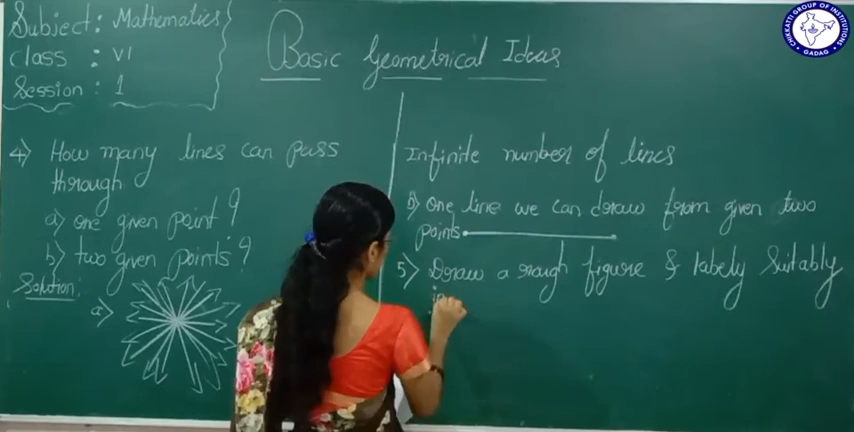 Subject: Mathematics
Class : VI
Session : 1
Basic Geometrical Ideas
4) How many lines can pass
through
a) one given point?
b) two given points?
Solution:
a)
Infinite number of lines
b) One line we can draw from given two
points
5) Draw a rough figure & labely Suitably
in
CHIKKATTI GROUP OF INSTITUTIONS
GADAG